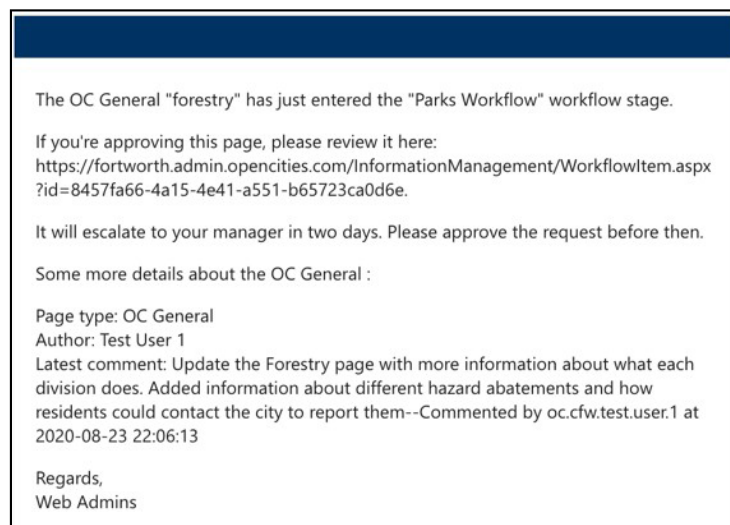 The OC General "forestry" has just entered the "Parks Workflow" workflow stage.
If you're approving this page, please review it here:
https://fortworth.admin.opencities.com/InformationManagement/WorkflowItem.aspx
?id=8457fa66-4a15-4e41-a551-b65723ca0d6e.
It will escalate to your manager in two days. Please approve the request before then.
Some more details about the OC General :
Page type: OC General
Author: Test User 1
Latest comment: Update the Forestry page with more information about what each
division does. Added information about different hazard abatements and how
residents could contact the city to report them--Commented by oc.cfw.test.user.1 at
2020-08-23 22:06:13
Regards,
Web Admins